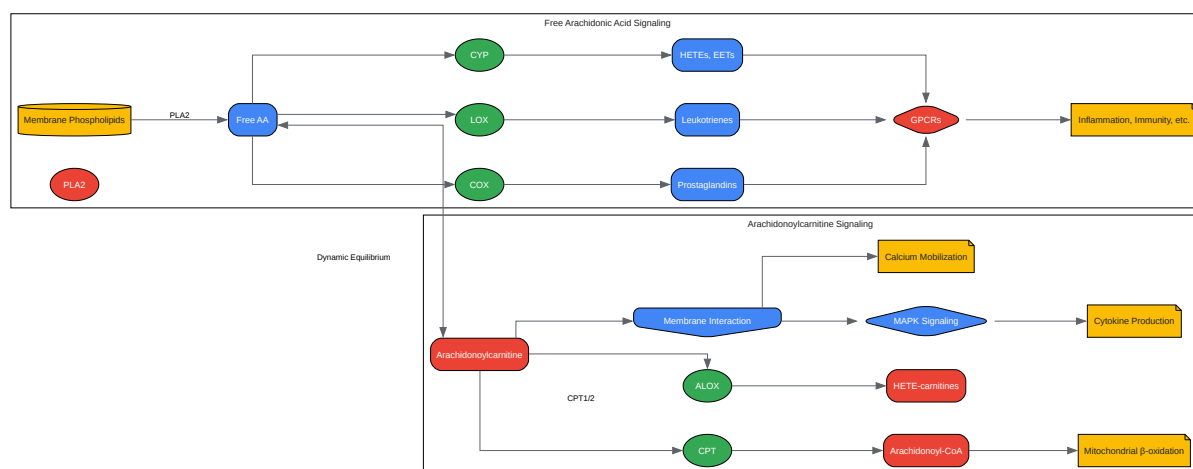 Free Arachidonic Acid Signaling
CYP
HETEs, EETs
Membrane Phospholipids
PLA2
Free AA
LOX
Leukotrienes
GPCRs
Inflammation, Immunity, etc.
PLA2
COX
Prostaglandins
Arachidonoylcarnitine Signaling
Dynamic Equilibrium
Calcium Mobilization
Membrane Interaction
MAPK Signaling
Cytokine Production
Arachidonoylcarnitine
ALOX
HETE-carnitines
CPT1/2
CPT
Arachidonoyl-CoA
Mitochondrial β-oxidation